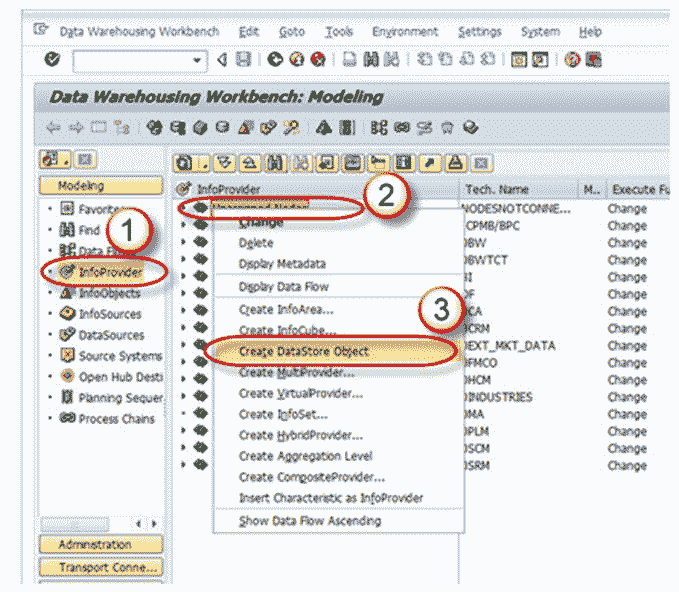 Data Warehousing Workbench Edit Goto Tools Environment Settings System Help
Data Warehousing Workbench: Modeling
Modeling
Favorite
Find
Data F
InfoProvider
InfoObjects
InfoSources
DataSources
Source Systems
Open Hub Desti
Planning Sequer
Process Chains
Administration
Transport Conne...
1
2
3
InfoProvider Tech. Name M.. Execute Fu
Unassigned Nodes NODESNOTCONNE... Change
CPMB/BPC Change
BW Change
BWTCT Change
BI Change
F Change
CA Change
CRM Change
EXT_MKT_DATA Change
FMCO Change
HCM Change
INDUSTRIES Change
MA Change
PLM Change
SCM Change
SRM Change
Change
Delete
Display Metadata
Display Data Flow
Create InfoArea...
Create InfoCube...
Create DataStore Object
Create MultiProvider...
Create VirtualProvider...
Create InfoSet...
Create HybridProvider...
Create Aggregation Level
Create CompositeProvider...
Insert Characteristic as InfoProvider
Show Data Flow Ascending